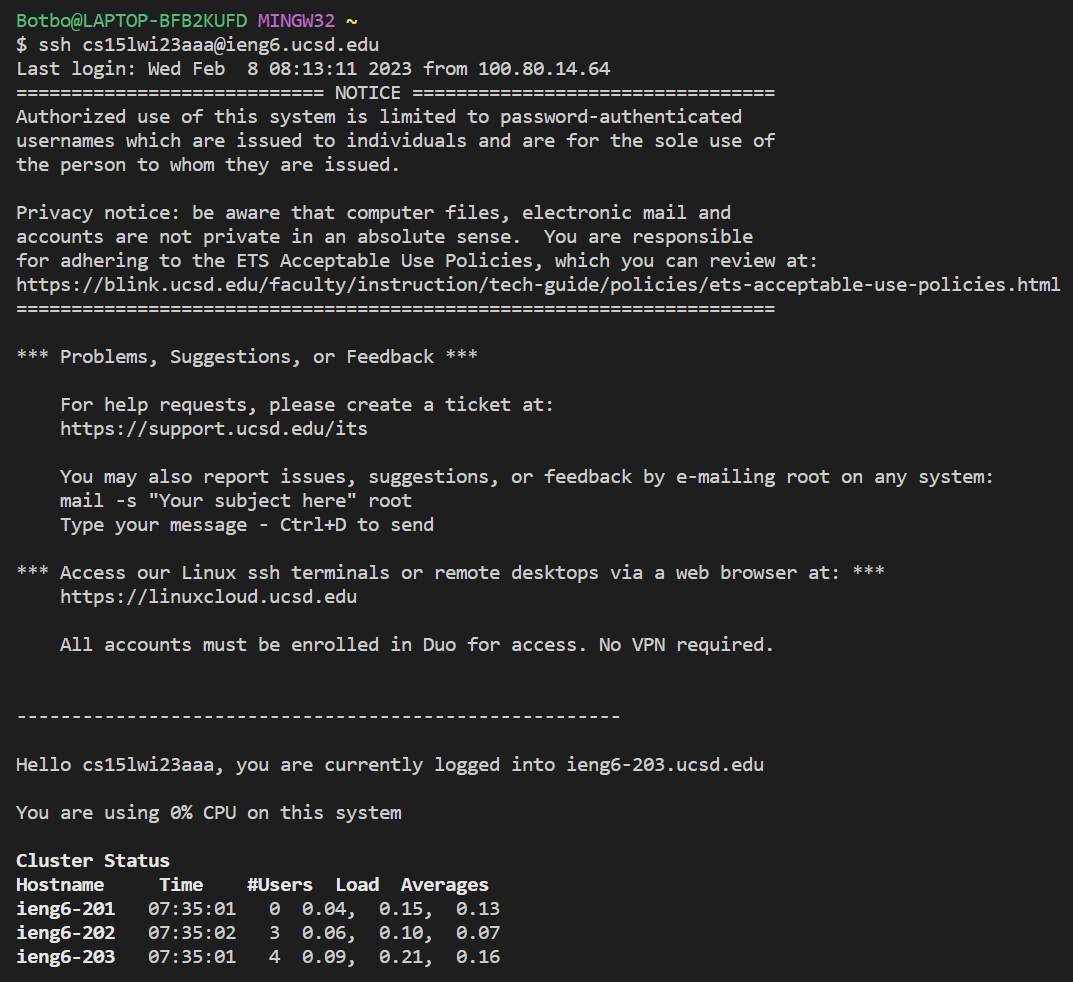 Botbo@LAPTOP-BFB2KUFD MINGW32 ~
$ ssh cs15lwi23aaa@ieng6.ucsd.edu
Last login: Wed Feb  8 08:13:11 2023 from 100.80.14.64
============================ NOTICE =================================
Authorized use of this system is limited to password-authenticated
usernames which are issued to individuals and are for the sole use of
the person to whom they are issued.

Privacy notice: be aware that computer files, electronic mail and
accounts are not private in an absolute sense.  You are responsible
for adhering to the ETS Acceptable Use Policies, which you can review at:
https://blink.ucsd.edu/faculty/instruction/tech-guide/policies/ets-acceptable-use-policies.html
=====================================================================

*** Problems, Suggestions, or Feedback ***

    For help requests, please create a ticket at:
    https://support.ucsd.edu/its

    You may also report issues, suggestions, or feedback by e-mailing root on any system:
    mail -s "Your subject here" root
    Type your message - Ctrl+D to send

*** Access our Linux ssh terminals or remote desktops via a web browser at: ***
    https://linuxcloud.ucsd.edu

    All accounts must be enrolled in Duo for access. No VPN required.


-------------------------------------------------------

Hello cs15lwi23aaa, you are currently logged into ieng6-203.ucsd.edu

You are using 0% CPU on this system

Cluster Status
Hostname     Time    #Users  Load  Averages
ieng6-201   07:35:01   0  0.04,  0.15,  0.13
ieng6-202   07:35:02   3  0.06,  0.10,  0.07
ieng6-203   07:35:01   4  0.09,  0.21,  0.16